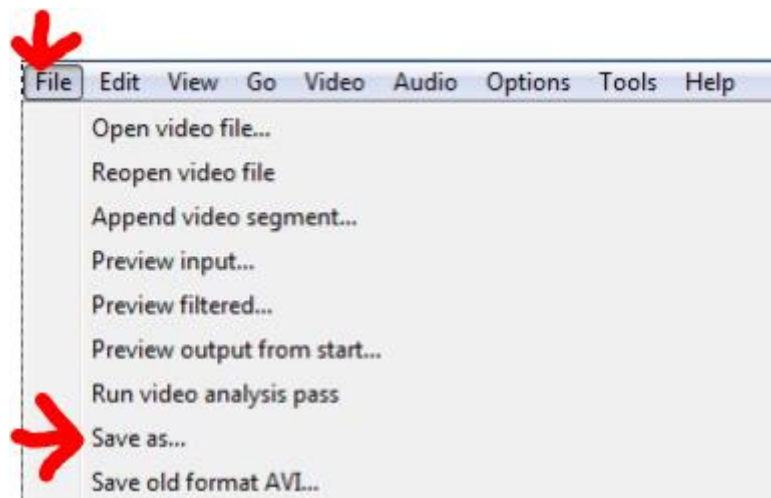 File Edit View Go Video Audio Options Tools Help
Open video file...
Reopen video file
Append video segment...
Preview input...
Preview filtered...
Preview output from start...
Run video analysis pass
Save as...
Save old format AVI...